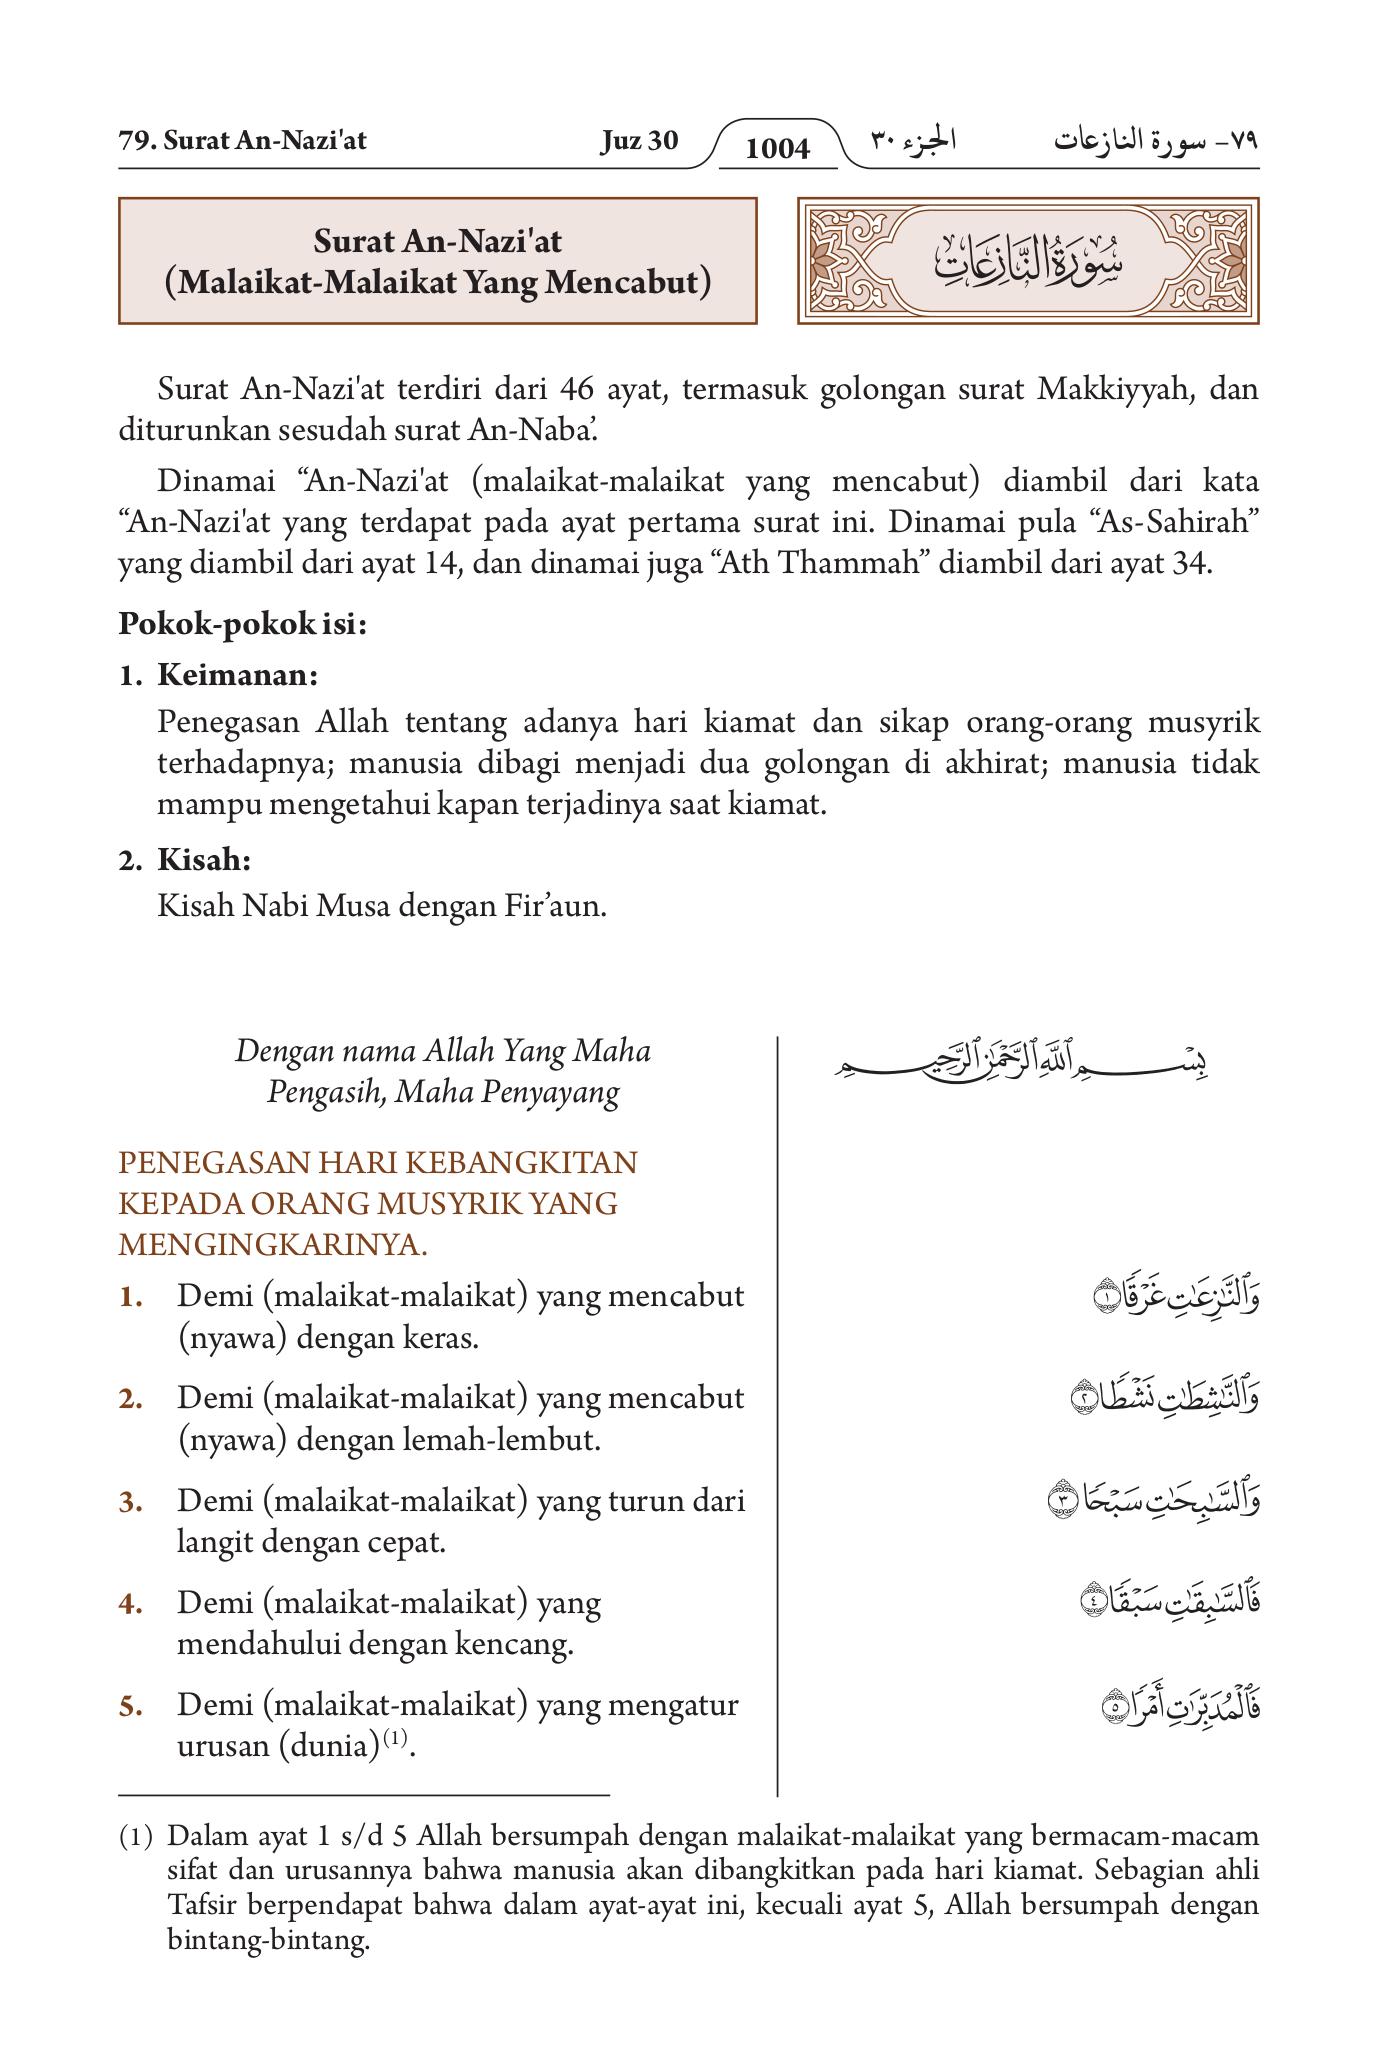 79. Surat An-Nazi'at Juz 30 1004 الجزء ٣٠ ٧٩- سورة النازعات
Surat An-Nazi'at
(Malaikat-Malaikat Yang Mencabut)
سُورَةُ النَّازِعَاتِ
Surat An-Nazi'at terdiri dari 46 ayat, termasuk golongan surat Makkiyyah, dan
diturunkan sesudah surat An-Naba’.
Dinamai “An-Nazi'at (malaikat-malaikat yang mencabut) diambil dari kata
“An-Nazi'at yang terdapat pada ayat pertama surat ini. Dinamai pula “As-Sahirah”
yang diambil dari ayat 14, dan dinamai juga “Ath Thammah” diambil dari ayat 34.
Pokok-pokok isi:
1. Keimanan:
Penegasan Allah tentang adanya hari kiamat dan sikap orang-orang musyrik
terhadapnya; manusia dibagi menjadi dua golongan di akhirat; manusia tidak
mampu mengetahui kapan terjadinya saat kiamat.
2. Kisah:
Kisah Nabi Musa dengan Fir’aun.
Dengan nama Allah Yang Maha
Pengasih, Maha Penyayang
PENEGASAN HARI KEBANGKITAN
KEPADA ORANG MUSYRIK YANG
MENGINGKARINYA.
1. Demi (malaikat-malaikat) yang mencabut
(nyawa) dengan keras.
2. Demi (malaikat-malaikat) yang mencabut
(nyawa) dengan lemah-lembut.
3. Demi (malaikat-malaikat) yang turun dari
langit dengan cepat.
4. Demi (malaikat-malaikat) yang
mendahului dengan kencang.
5. Demi (malaikat-malaikat) yang mengatur
urusan (dunia)(1).
بِسْمِ ٱللَّهِ ٱلرَّحْمَٰنِ ٱلرَّحِيمِ
وَٱلنَّٰزِعَٰتِ غَرْقًا ١
وَٱلنَّٰشِطَٰتِ نَشْطًا ٢
وَٱلسَّٰبِحَٰتِ سَبْحًا ٣
فَٱلسَّٰبِقَٰتِ سَبْقًا ٤
فَٱلْمُدَبِّرَٰتِ أَمْرًا ٥
(1) Dalam ayat 1 s/d 5 Allah bersumpah dengan malaikat-malaikat yang bermacam-macam
sifat dan urusannya bahwa manusia akan dibangkitkan pada hari kiamat. Sebagian ahli
Tafsir berpendapat bahwa dalam ayat-ayat ini, kecuali ayat 5, Allah bersumpah dengan
bintang-bintang.